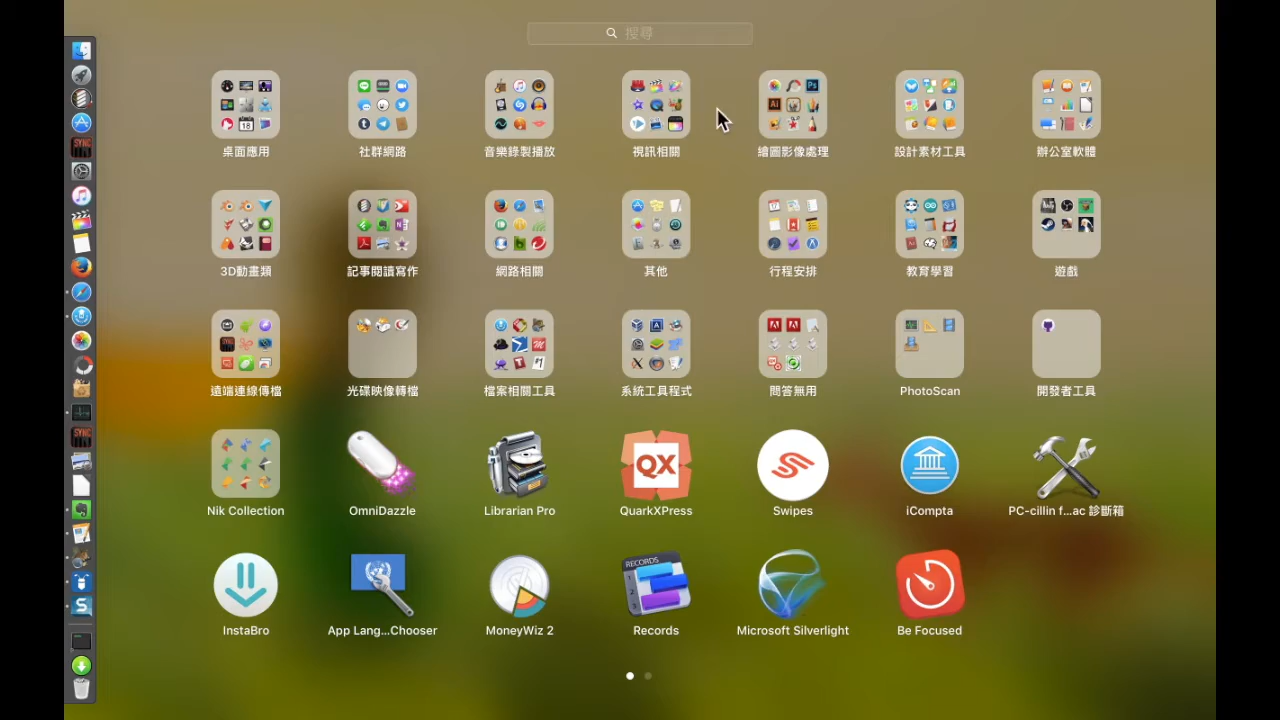 搜尋
桌面應用
社群網路
音樂錄製播放
視訊相關
繪圖影像處理
設計素材工具
辦公室軟體
3D動畫類
記事閱讀寫作
網路相關
其他
行程安排
教育學習
遊戲
遠端連線傳檔
光碟映像轉檔
檔案相關工具
系統工具程式
問答無用
PhotoScan
開發者工具
Nik Collection
OmniDazzle
Librarian Pro
QX
QuarkXPress
Swipes
iCompta
PC-cillin f...ac 診斷箱
InstaBro
App Lang...Chooser
MoneyWiz 2
RECORDS
Records
Microsoft Silverlight
Be Focused
SYNC
SYNC